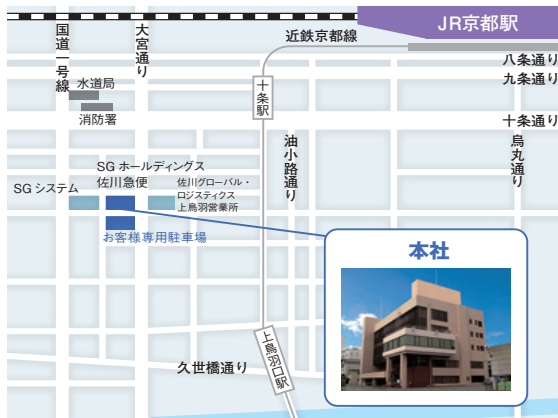 JR京都駅
近鉄京都線
国道一号線
大宮通り
八条通り
九条通り
水道局
十条駅
消防署
十条通り
油小路通り
烏丸通り
SGホールディングス
佐川急便
SGシステム
佐川グローバル・
ロジスティクス
上鳥羽営業所
お客様専用駐車場
本社
上鳥羽口駅
久世橋通り